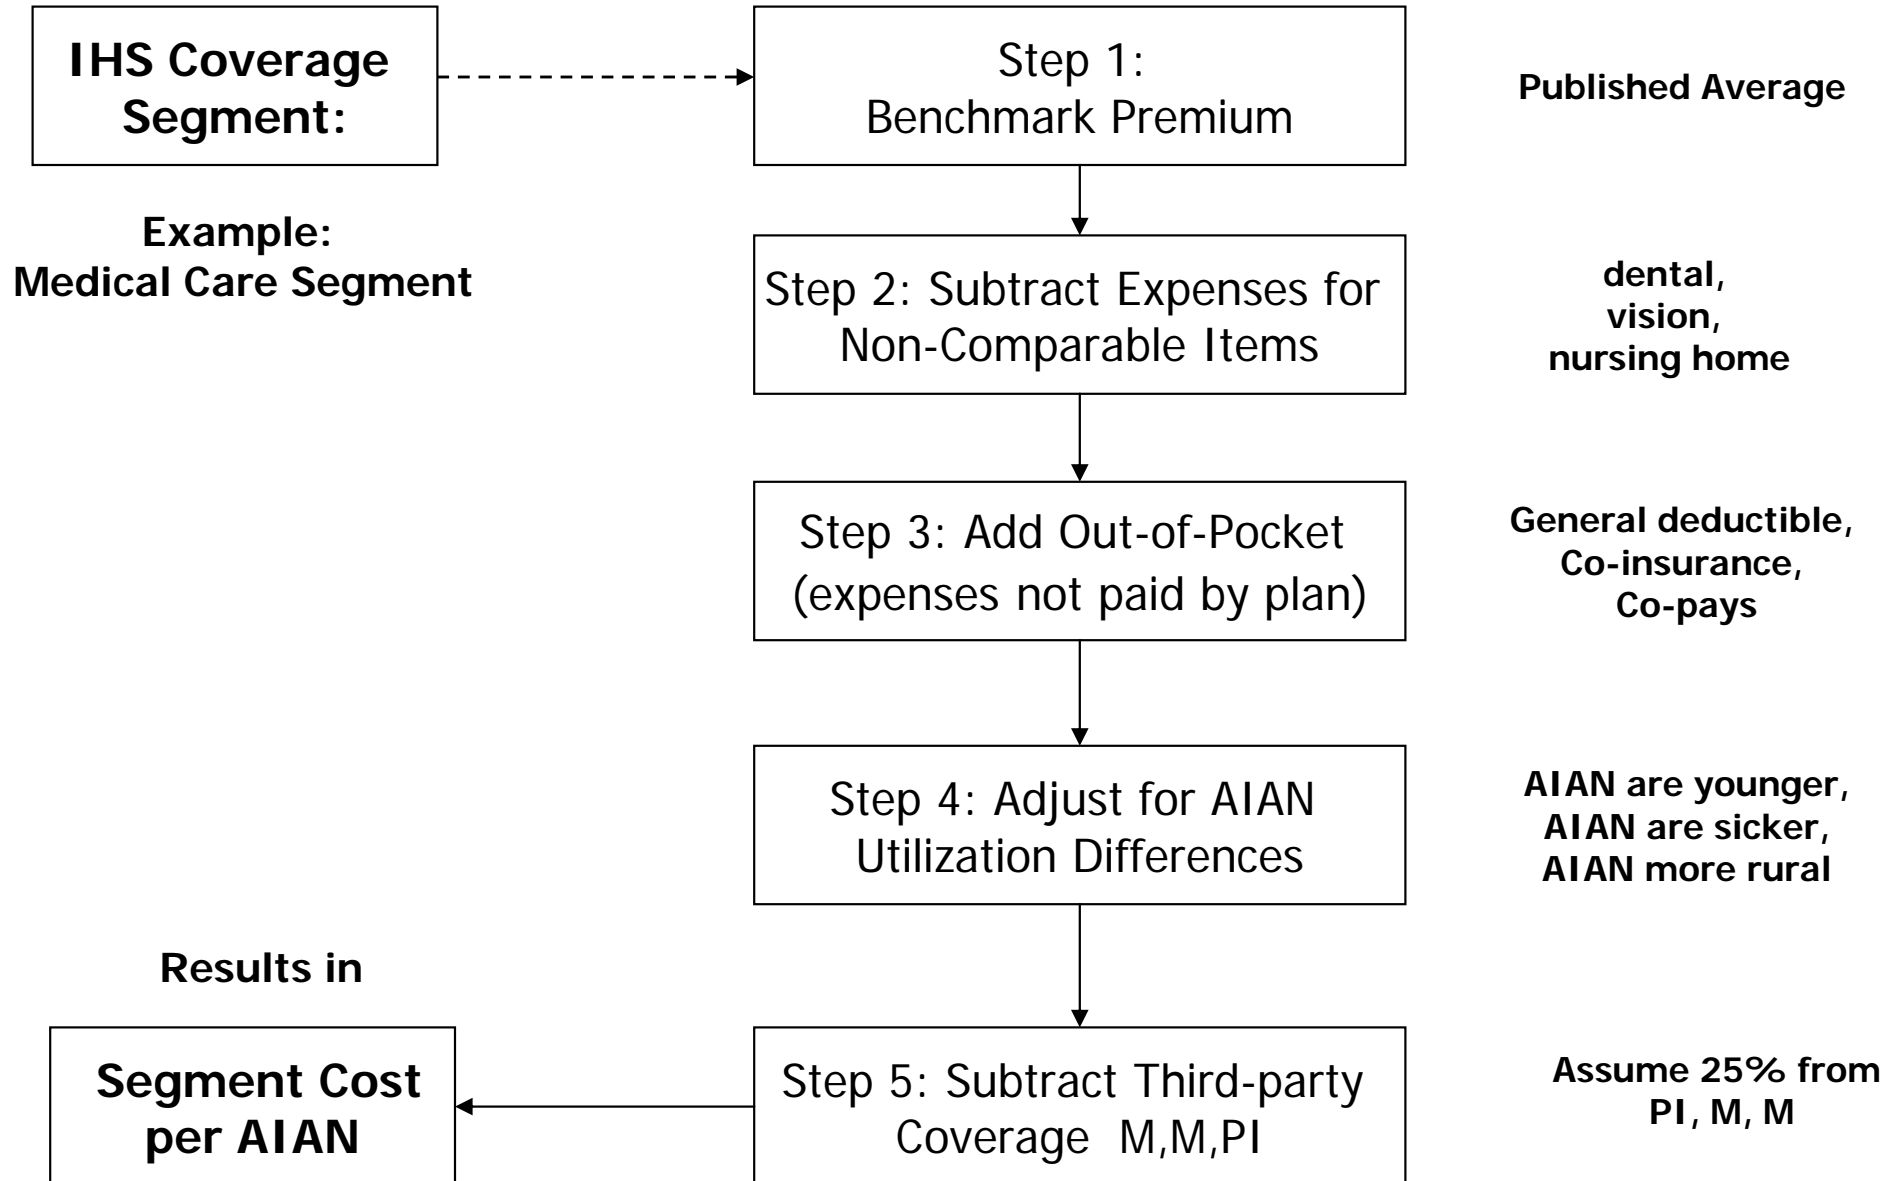 IHS Coverage
Segment:
Example:
Medical Care Segment
Step 1:
Benchmark Premium
Published Average
Step 2: Subtract Expenses for
Non-Comparable Items
dental,
vision,
nursing home
Step 3: Add Out-of-Pocket
(expenses not paid by plan)
General deductible,
Co-insurance,
Co-pays
Step 4: Adjust for AIAN
Utilization Differences
AIAN are younger,
AIAN are sicker,
AIAN more rural
Step 5: Subtract Third-party
Coverage M,M,PI
Assume 25% from
PI, M, M
Results in
Segment Cost
per AIAN